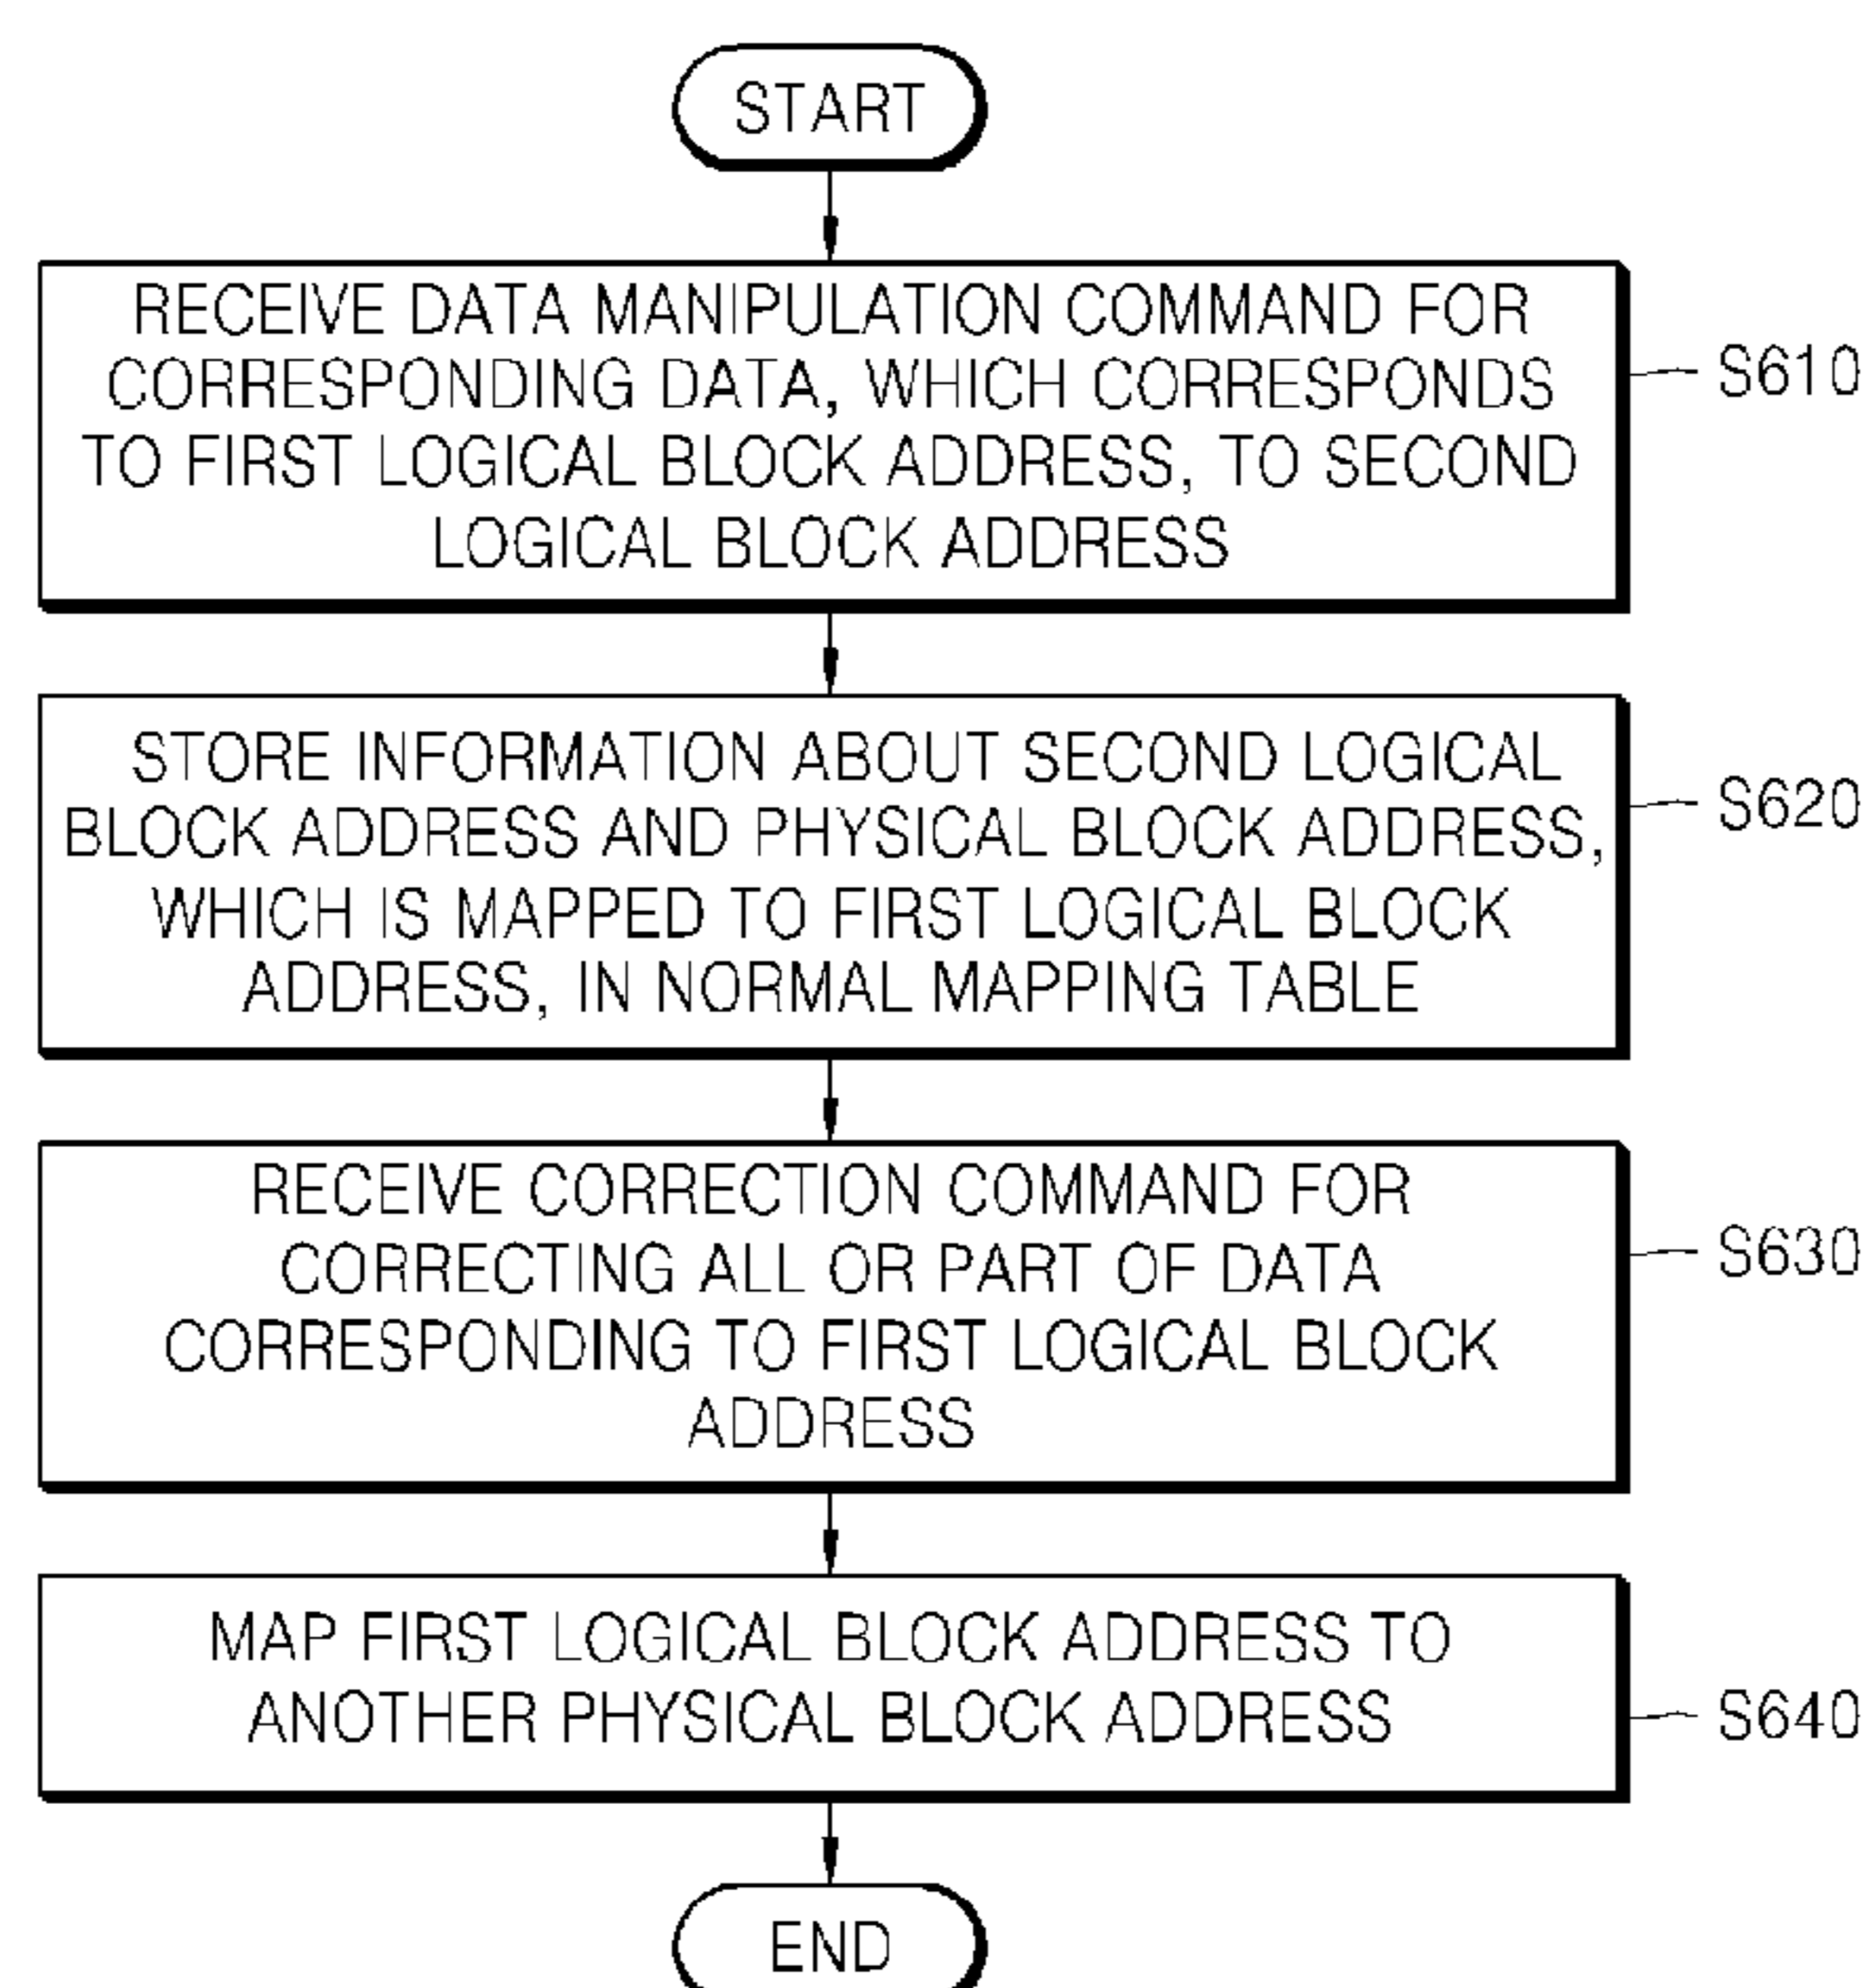 START
RECEIVE DATA MANIPULATION COMMAND FOR
CORRESPONDING DATA, WHICH CORRESPONDS
TO FIRST LOGICAL BLOCK ADDRESS, TO SECOND
LOGICAL BLOCK ADDRESS
S610
STORE INFORMATION ABOUT SECOND LOGICAL
BLOCK ADDRESS AND PHYSICAL BLOCK ADDRESS,
WHICH IS MAPPED TO FIRST LOGICAL BLOCK
ADDRESS, IN NORMAL MAPPING TABLE
S620
RECEIVE CORRECTION COMMAND FOR
CORRECTING ALL OR PART OF DATA
CORRESPONDING TO FIRST LOGICAL BLOCK
ADDRESS
S630
MAP FIRST LOGICAL BLOCK ADDRESS TO
ANOTHER PHYSICAL BLOCK ADDRESS
S640
END